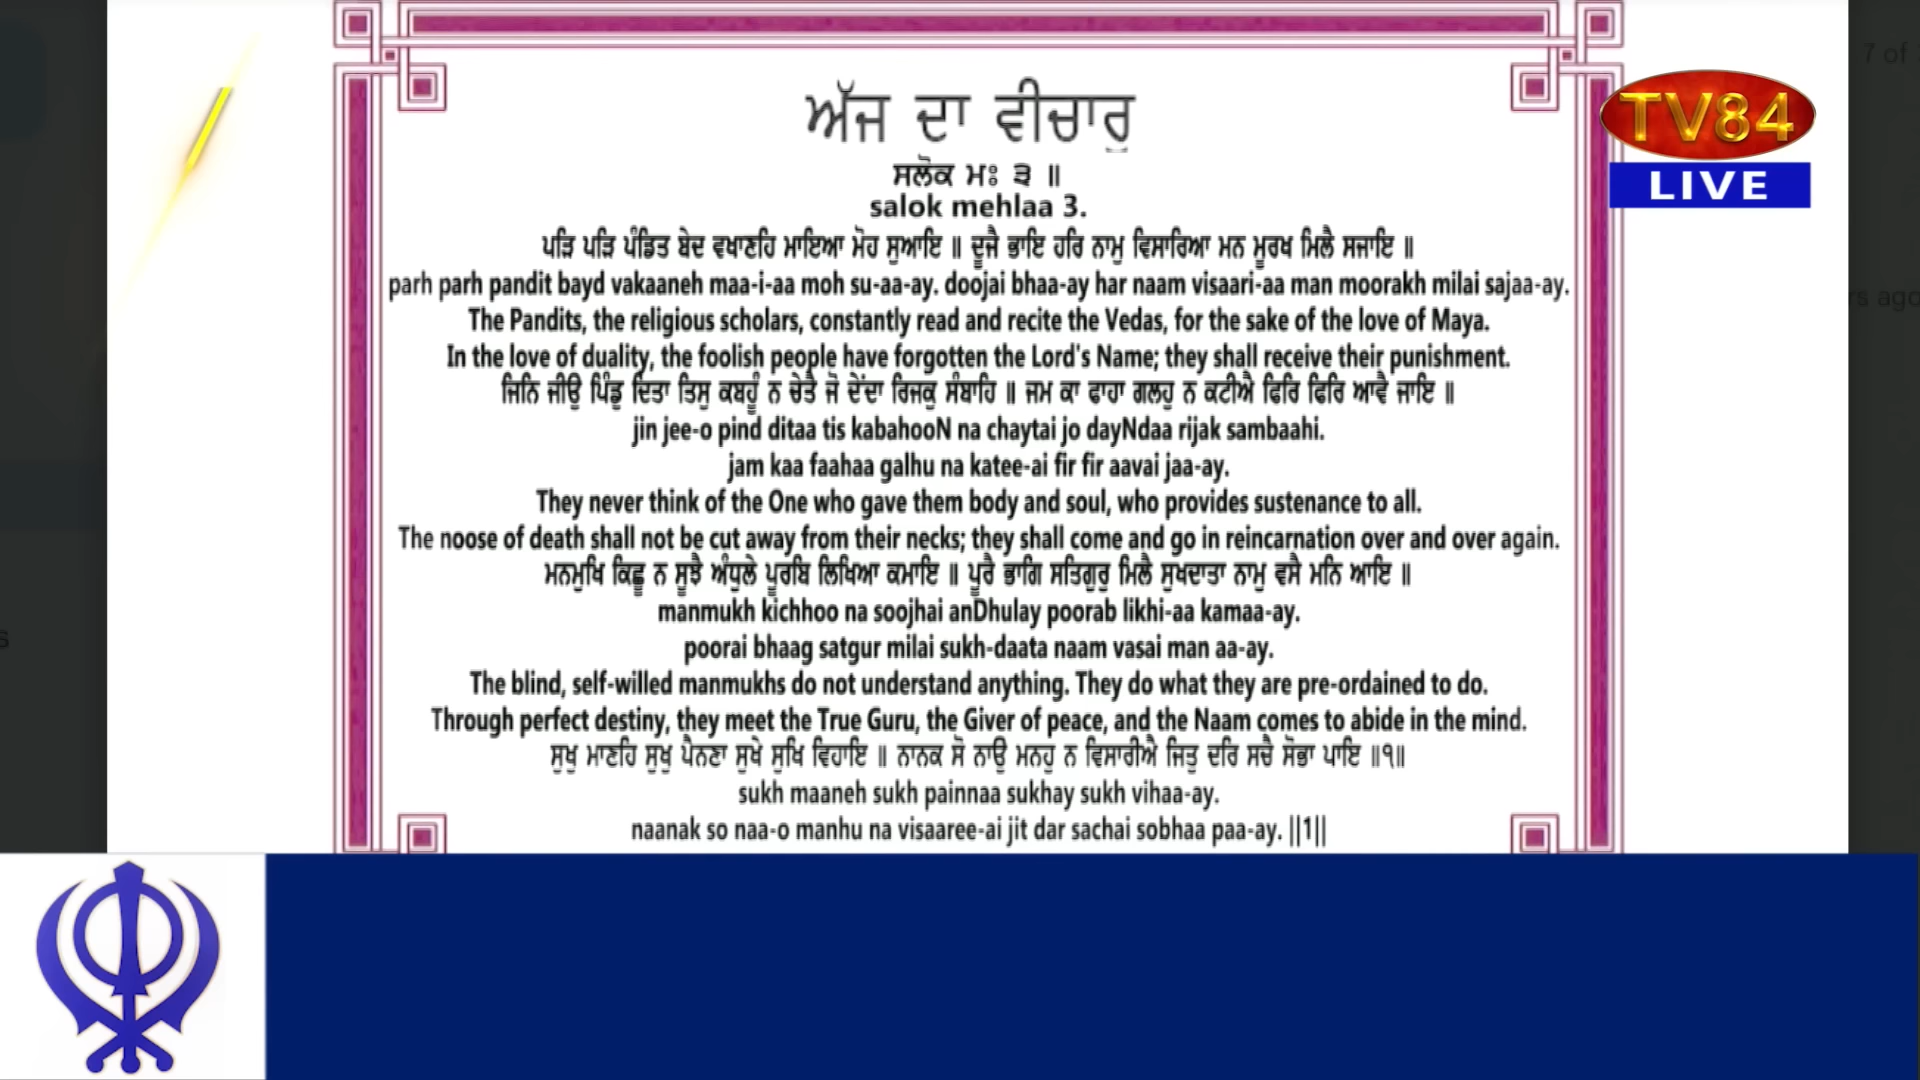 ਅੱਜ ਦਾ ਵੀਚਾਰੁ
TV84
LIVE
7 of
ਸਲੋਕ ਮਃ ੩ ॥
salok mehlaa 3.
ਪੜਿ ਪੜਿ ਪੰਡਿਤ ਬੇਦ ਵਖਾਣਹਿ ਮਾਇਆ ਮੋਹ ਸੁਆਇ ॥ ਦੂਜੈ ਭਾਇ ਹਰਿ ਨਾਮੁ ਵਿਸਾਰਿਆ ਮਨ ਮੂਰਖ ਮਿਲੈ ਸਜਾਇ ॥
parh parh pandit bayd vakaaneh maa-i-aa moh su-aa-ay. doojai bhaa-ay har naam visaari-aa man moorakh milai sajaa-ay.
rs ago
The Pandits, the religious scholars, constantly read and recite the Vedas, for the sake of the love of Maya.
In the love of duality, the foolish people have forgotten the Lord's Name; they shall receive their punishment.
ਜਿਨਿ ਜੀਉ ਪਿੰਡੁ ਦਿਤਾ ਤਿਸੁ ਕਬਹੂੰ ਨ ਚੇਤੈ ਜੋ ਦੇਂਦਾ ਰਿਜਕੁ ਸੰਬਾਹਿ ॥ ਜਮ ਕਾ ਫਾਹਾ ਗਲਹੁ ਨ ਕਟੀਐ ਫਿਰਿ ਫਿਰਿ ਆਵੈ ਜਾਇ ॥
jin jee-o pind ditaa tis kabahooN na chaytai jo dayNdaa rijak sambaahi.
jam kaa faahaa galhu na katee-ai fir fir aavai jaa-ay.
They never think of the One who gave them body and soul, who provides sustenance to all.
The noose of death shall not be cut away from their necks; they shall come and go in reincarnation over and over again.
ਮਨਮੁਖਿ ਕਿਛੂ ਨ ਸੂਝੈ ਅੰਧੁਲੇ ਪੂਰਬਿ ਲਿਖਿਆ ਕਮਾਇ ॥ ਪੂਰੈ ਭਾਗਿ ਸਤਿਗੁਰੁ ਮਿਲੈ ਸੁਖਦਾਤਾ ਨਾਮੁ ਵਸੈ ਮਨਿ ਆਇ ॥
manmukh kichhoo na soojhai anDhulay poorab likhi-aa kamaa-ay.
poorai bhaag satgur milai sukh-daata naam vasai man aa-ay.
The blind, self-willed manmukhs do not understand anything. They do what they are pre-ordained to do.
Through perfect destiny, they meet the True Guru, the Giver of peace, and the Naam comes to abide in the mind.
ਸੁਖੁ ਮਾਣਹਿ ਸੁਖੁ ਪੈਨਣਾ ਸੁਖੇ ਸੁਖਿ ਵਿਹਾਇ ॥ ਨਾਨਕ ਸੋ ਨਾਉ ਮਨਹੁ ਨ ਵਿਸਾਰੀਐ ਜਿਤੁ ਦਰਿ ਸਚੈ ਸੋਭਾ ਪਾਇ ॥੧॥
sukh maaneh sukh painnaa sukhay sukh vihaa-ay.
naanak so naa-o manhu na visaaree-ai jit dar sachai sobhaa paa-ay. ||1||